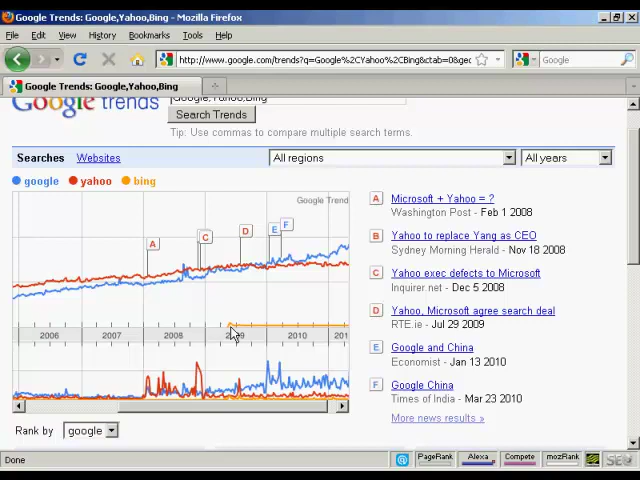 Google Trends: Google,Yahoo,Bing - Mozilla Firefox
File Edit View History Bookmarks Tools Help
http://www.google.com/trends?q=Google%2CYahoo%2CBing&ctab=0&geo
Google
Google Trends: Google,Yahoo,Bing
Google trends
Google,Yahoo,Bing
Search Trends
Tip: Use commas to compare multiple search terms.
Searches Websites All regions All years
google yahoo bing
Google Trend
A B C D E F
A Microsoft + Yahoo = ?
Washington Post - Feb 1 2008
B Yahoo to replace Yang as CEO
Sydney Morning Herald - Nov 18 2008
C Yahoo exec defects to Microsoft
Inquirer.net - Dec 5 2008
D Yahoo, Microsoft agree search deal
RTE.ie - Jul 29 2009
E Google and China
Economist - Jan 13 2010
F Google China
Times of India - Mar 23 2010
More news results »
2006 2007 2008 2009 2010 201
Rank by google
Done PageRank Alexa Compete mozRank